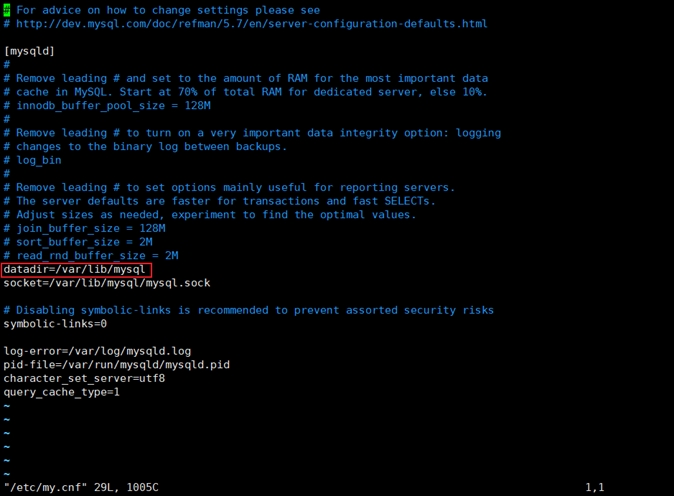 # For advice on how to change settings please see
# http://dev.mysql.com/doc/refman/5.7/en/server-configuration-defaults.html
[mysqld]
#
# Remove leading # and set to the amount of RAM for the most important data
# cache in MySQL. Start at 70% of total RAM for dedicated server, else 10%.
# innodb_buffer_pool_size = 128M
#
# Remove leading # to turn on a very important data integrity option: logging
# changes to the binary log between backups.
# log_bin
#
# Remove leading # to set options mainly useful for reporting servers.
# The server defaults are faster for transactions and fast SELECTs.
# Adjust sizes as needed, experiment to find the optimal values.
# join_buffer_size = 128M
# sort_buffer_size = 2M
# read_rnd_buffer_size = 2M
datadir=/var/lib/mysql
socket=/var/lib/mysql/mysql.sock
# Disabling symbolic-links is recommended to prevent assorted security risks
symbolic-links=0
log-error=/var/log/mysqld.log
pid-file=/var/run/mysqld/mysqld.pid
character_set_server=utf8
query_cache_type=1
~
~
~
~
~
~
"/etc/my.cnf" 29L, 1005C 1,1